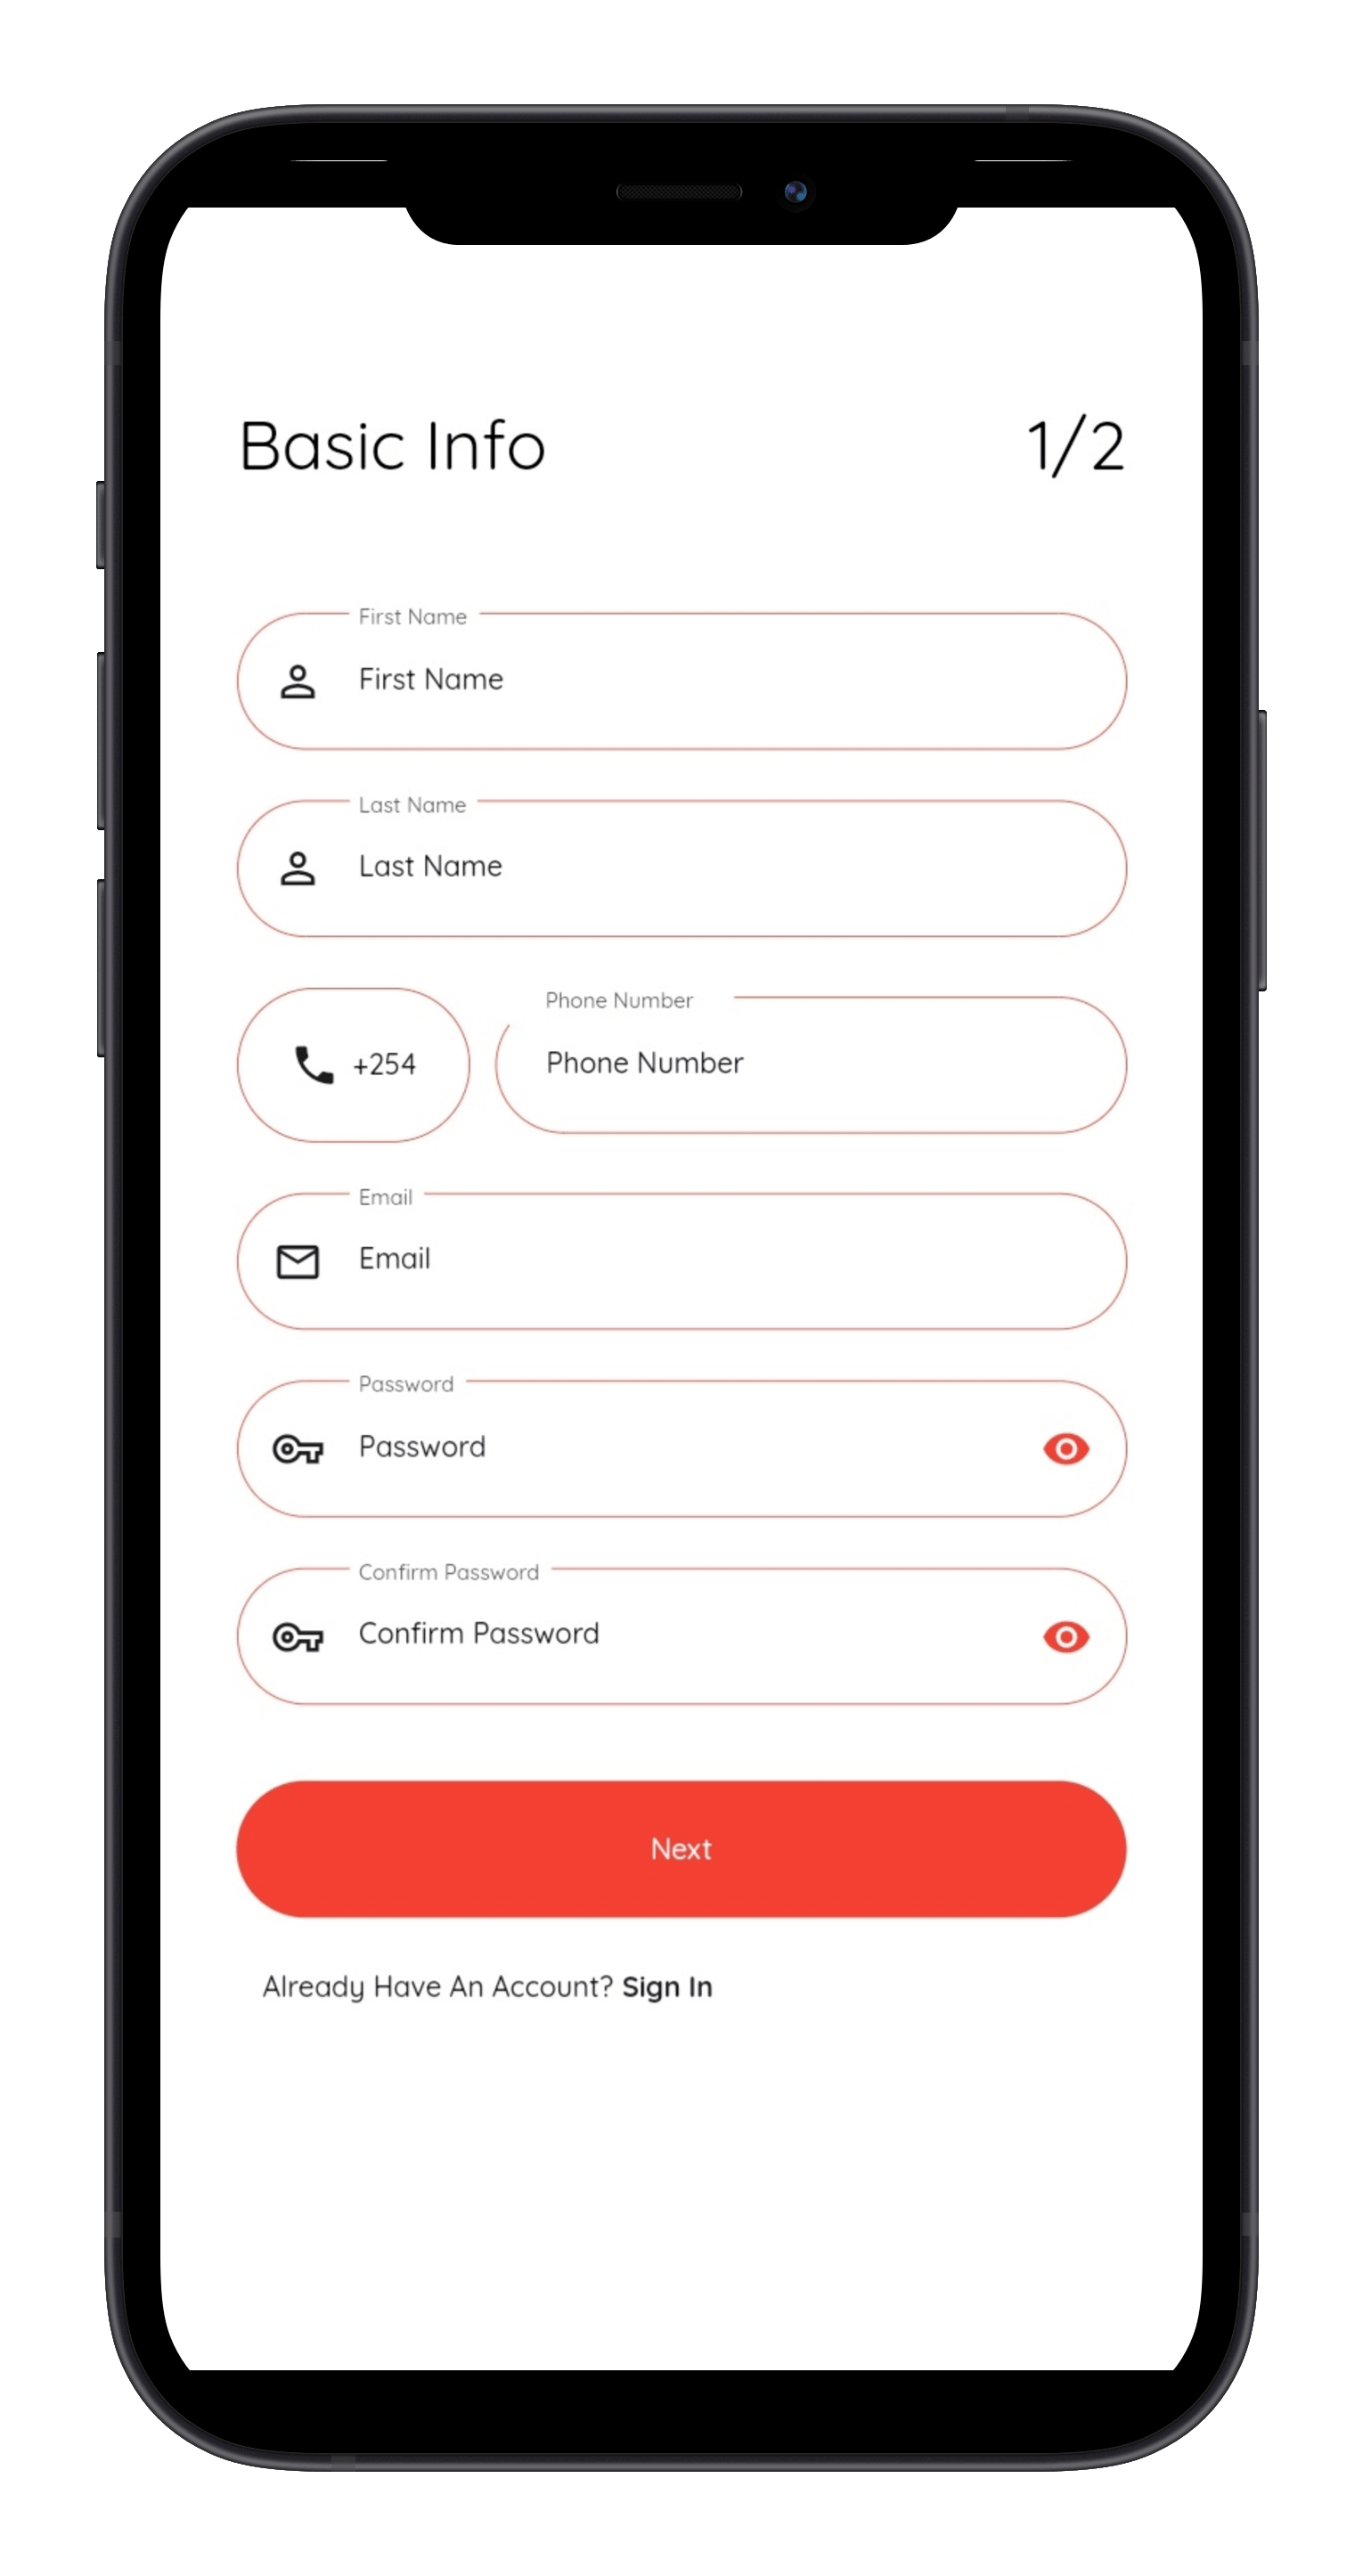 Basic Info 1/2
First Name
First Name
Last Name
Last Name
Phone Number
+254 Phone Number
Email
Email
Password
Password
Confirm Password
Confirm Password
Next
Already Have An Account? Sign In